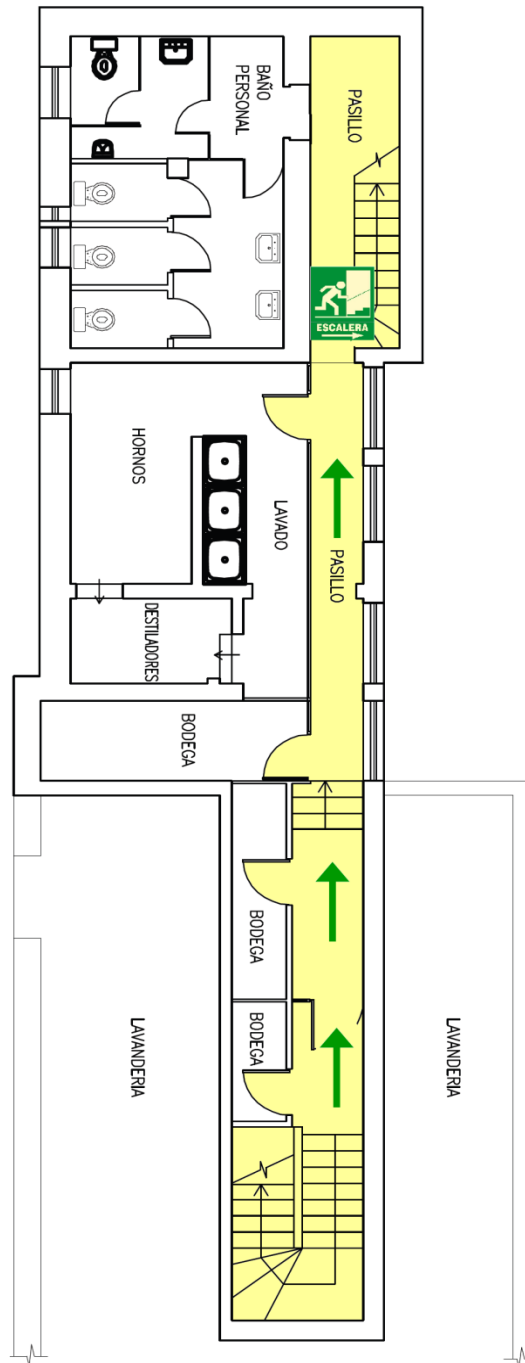 BAÑO
PERSONAL
PASILLO
ESCALERA
HORNOS
LAVADO
PASILLO
DESTILADORES
BODEGA
BODEGA
BODEGA
LAVANDERIA
LAVANDERIA